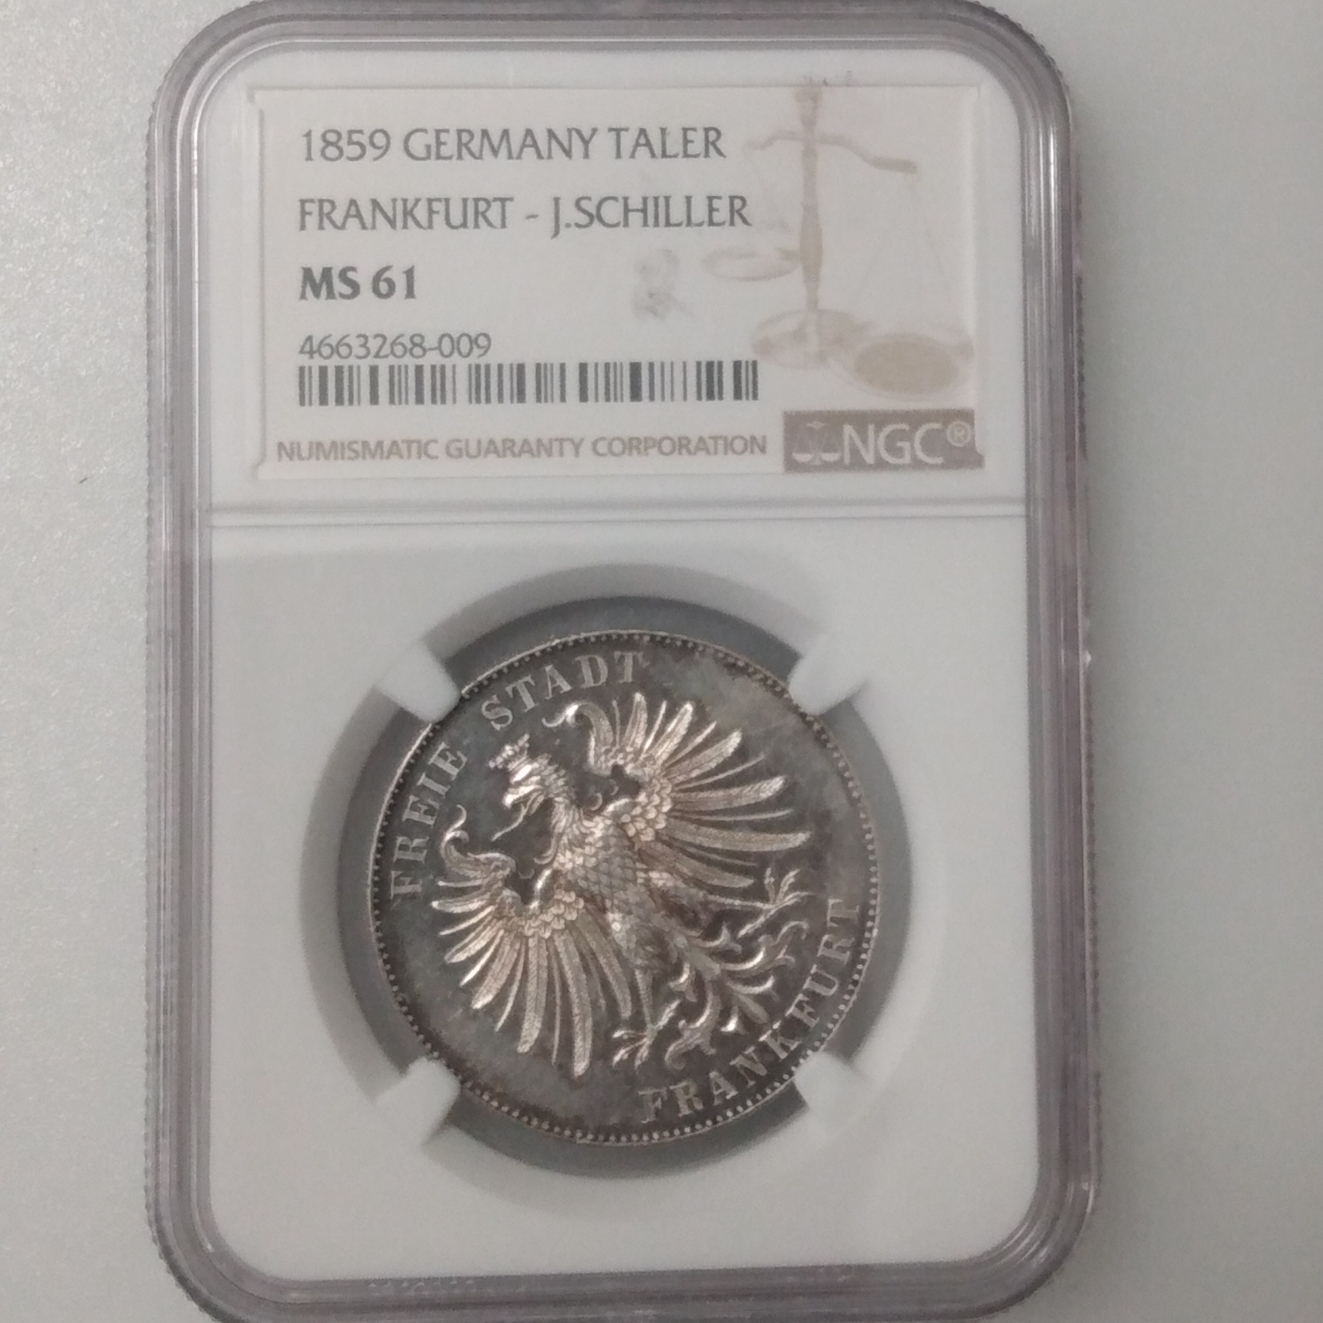 1859 GERMANY TALER
FRANKFURT - J.SCHILLER
MS 61
4663268-009
NUMISMATIC GUARANTY CORPORATION
NGC®
FREIE STADT
FRANKFURT